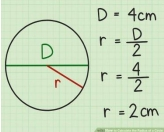 D = 4cm
r = D/2
D
r = 4/2
r
r = 2cm